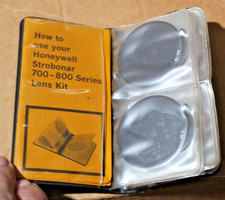 How to
use your
Honeywell
Strobonar
700-800 Series
Lens Kit